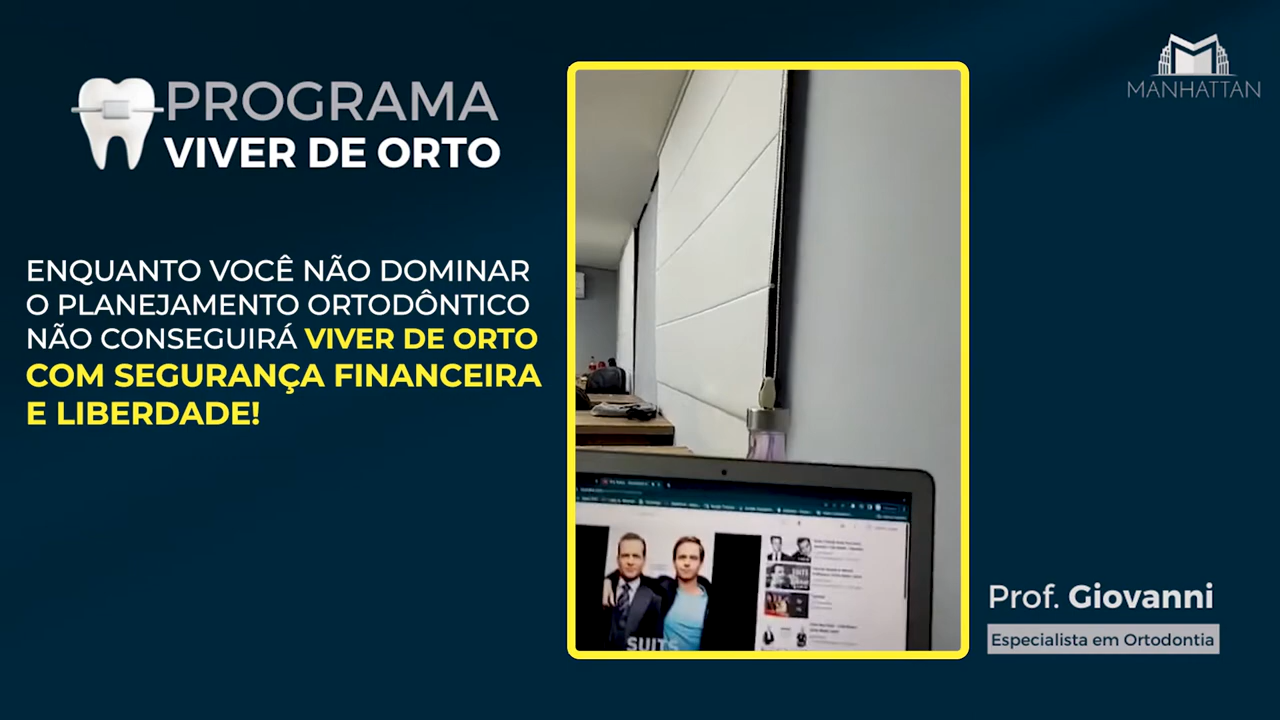 PROGRAMA
VIVER DE ORTO
MANHATTAN
ENQUANTO VOCÊ NÃO DOMINAR
O PLANEJAMENTO ORTODÔNTICO
NÃO CONSEGUIRÁ VIVER DE ORTO
COM SEGURANÇA FINANCEIRA
E LIBERDADE!
SUITS
Prof. Giovanni
Especialista em Ortodontia